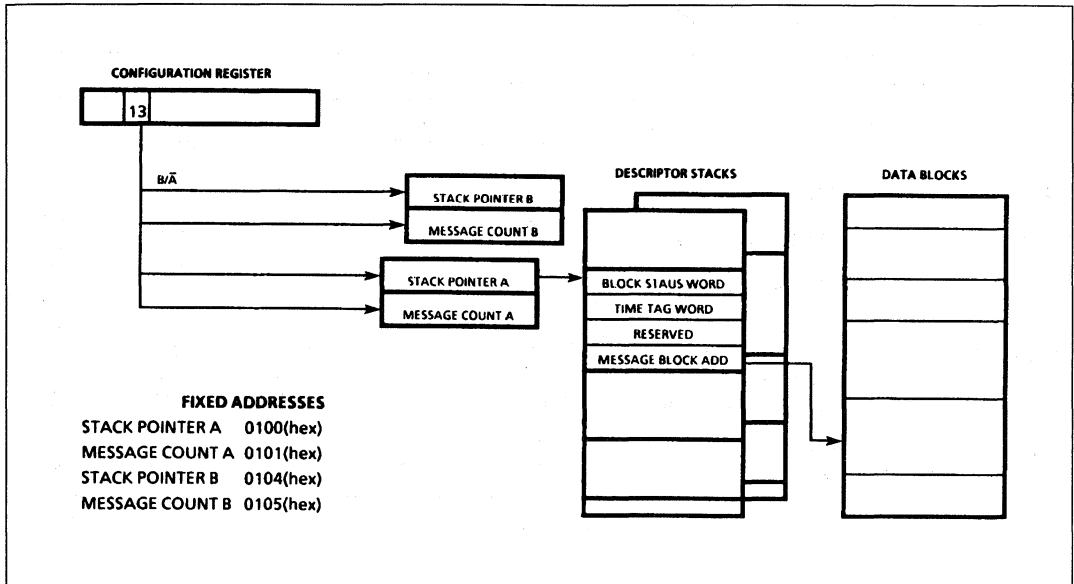 CONFIGURATION REGISTER
13
B/A̅
STACK POINTER B
MESSAGE COUNT B
STACK POINTER A
MESSAGE COUNT A
DESCRIPTOR STACKS
BLOCK STAUS WORD
TIME TAG WORD
RESERVED
MESSAGE BLOCK ADD
DATA BLOCKS
FIXED ADDRESSES
STACK POINTER A 0100(hex)
MESSAGE COUNT A 0101(hex)
STACK POINTER B 0104(hex)
MESSAGE COUNT B 0105(hex)